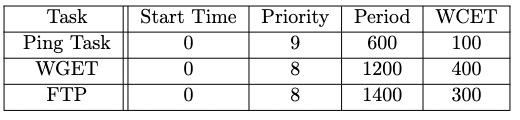 Task Start Time Priority Period WCET
Ping Task 0 9 600 100
WGET 0 8 1200 400
FTP 0 8 1400 300